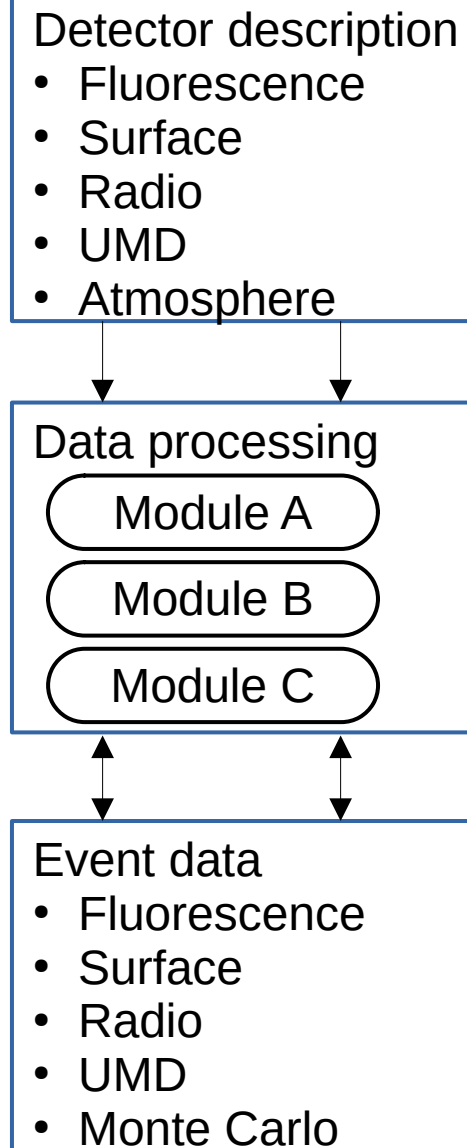 Detector description
• Fluorescence
• Surface
• Radio
• UMD
• Atmosphere
Data processing
Module A
Module B
Module C
Event data
• Fluorescence
• Surface
• Radio
• UMD
• Monte Carlo